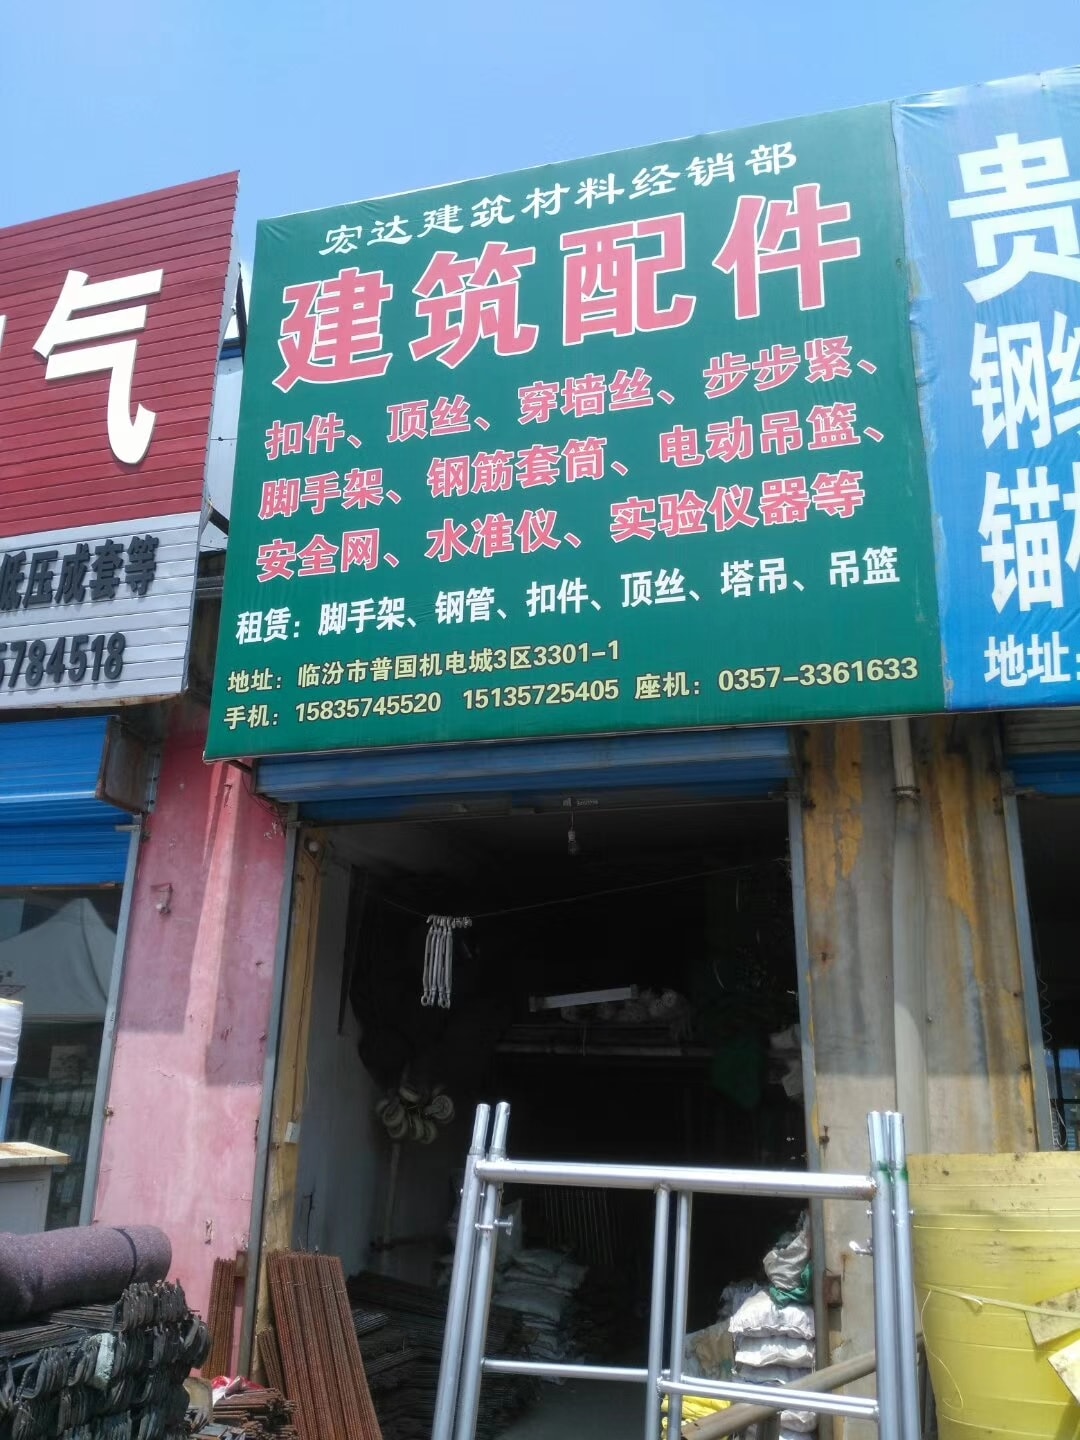 气
低压成套等
5784518
宏达建筑材料经销部
建筑配件
扣件、顶丝、穿墙丝、步步紧、
脚手架、钢筋套筒、电动吊篮、
安全网、水准仪、实验仪器等
租赁：脚手架、钢管、扣件、顶丝、塔吊、吊篮
地址：临汾市普国机电城3区3301-1
手机：15835745520 15135725405 座机：0357-3361633
贵
钢绞
锚
地址：